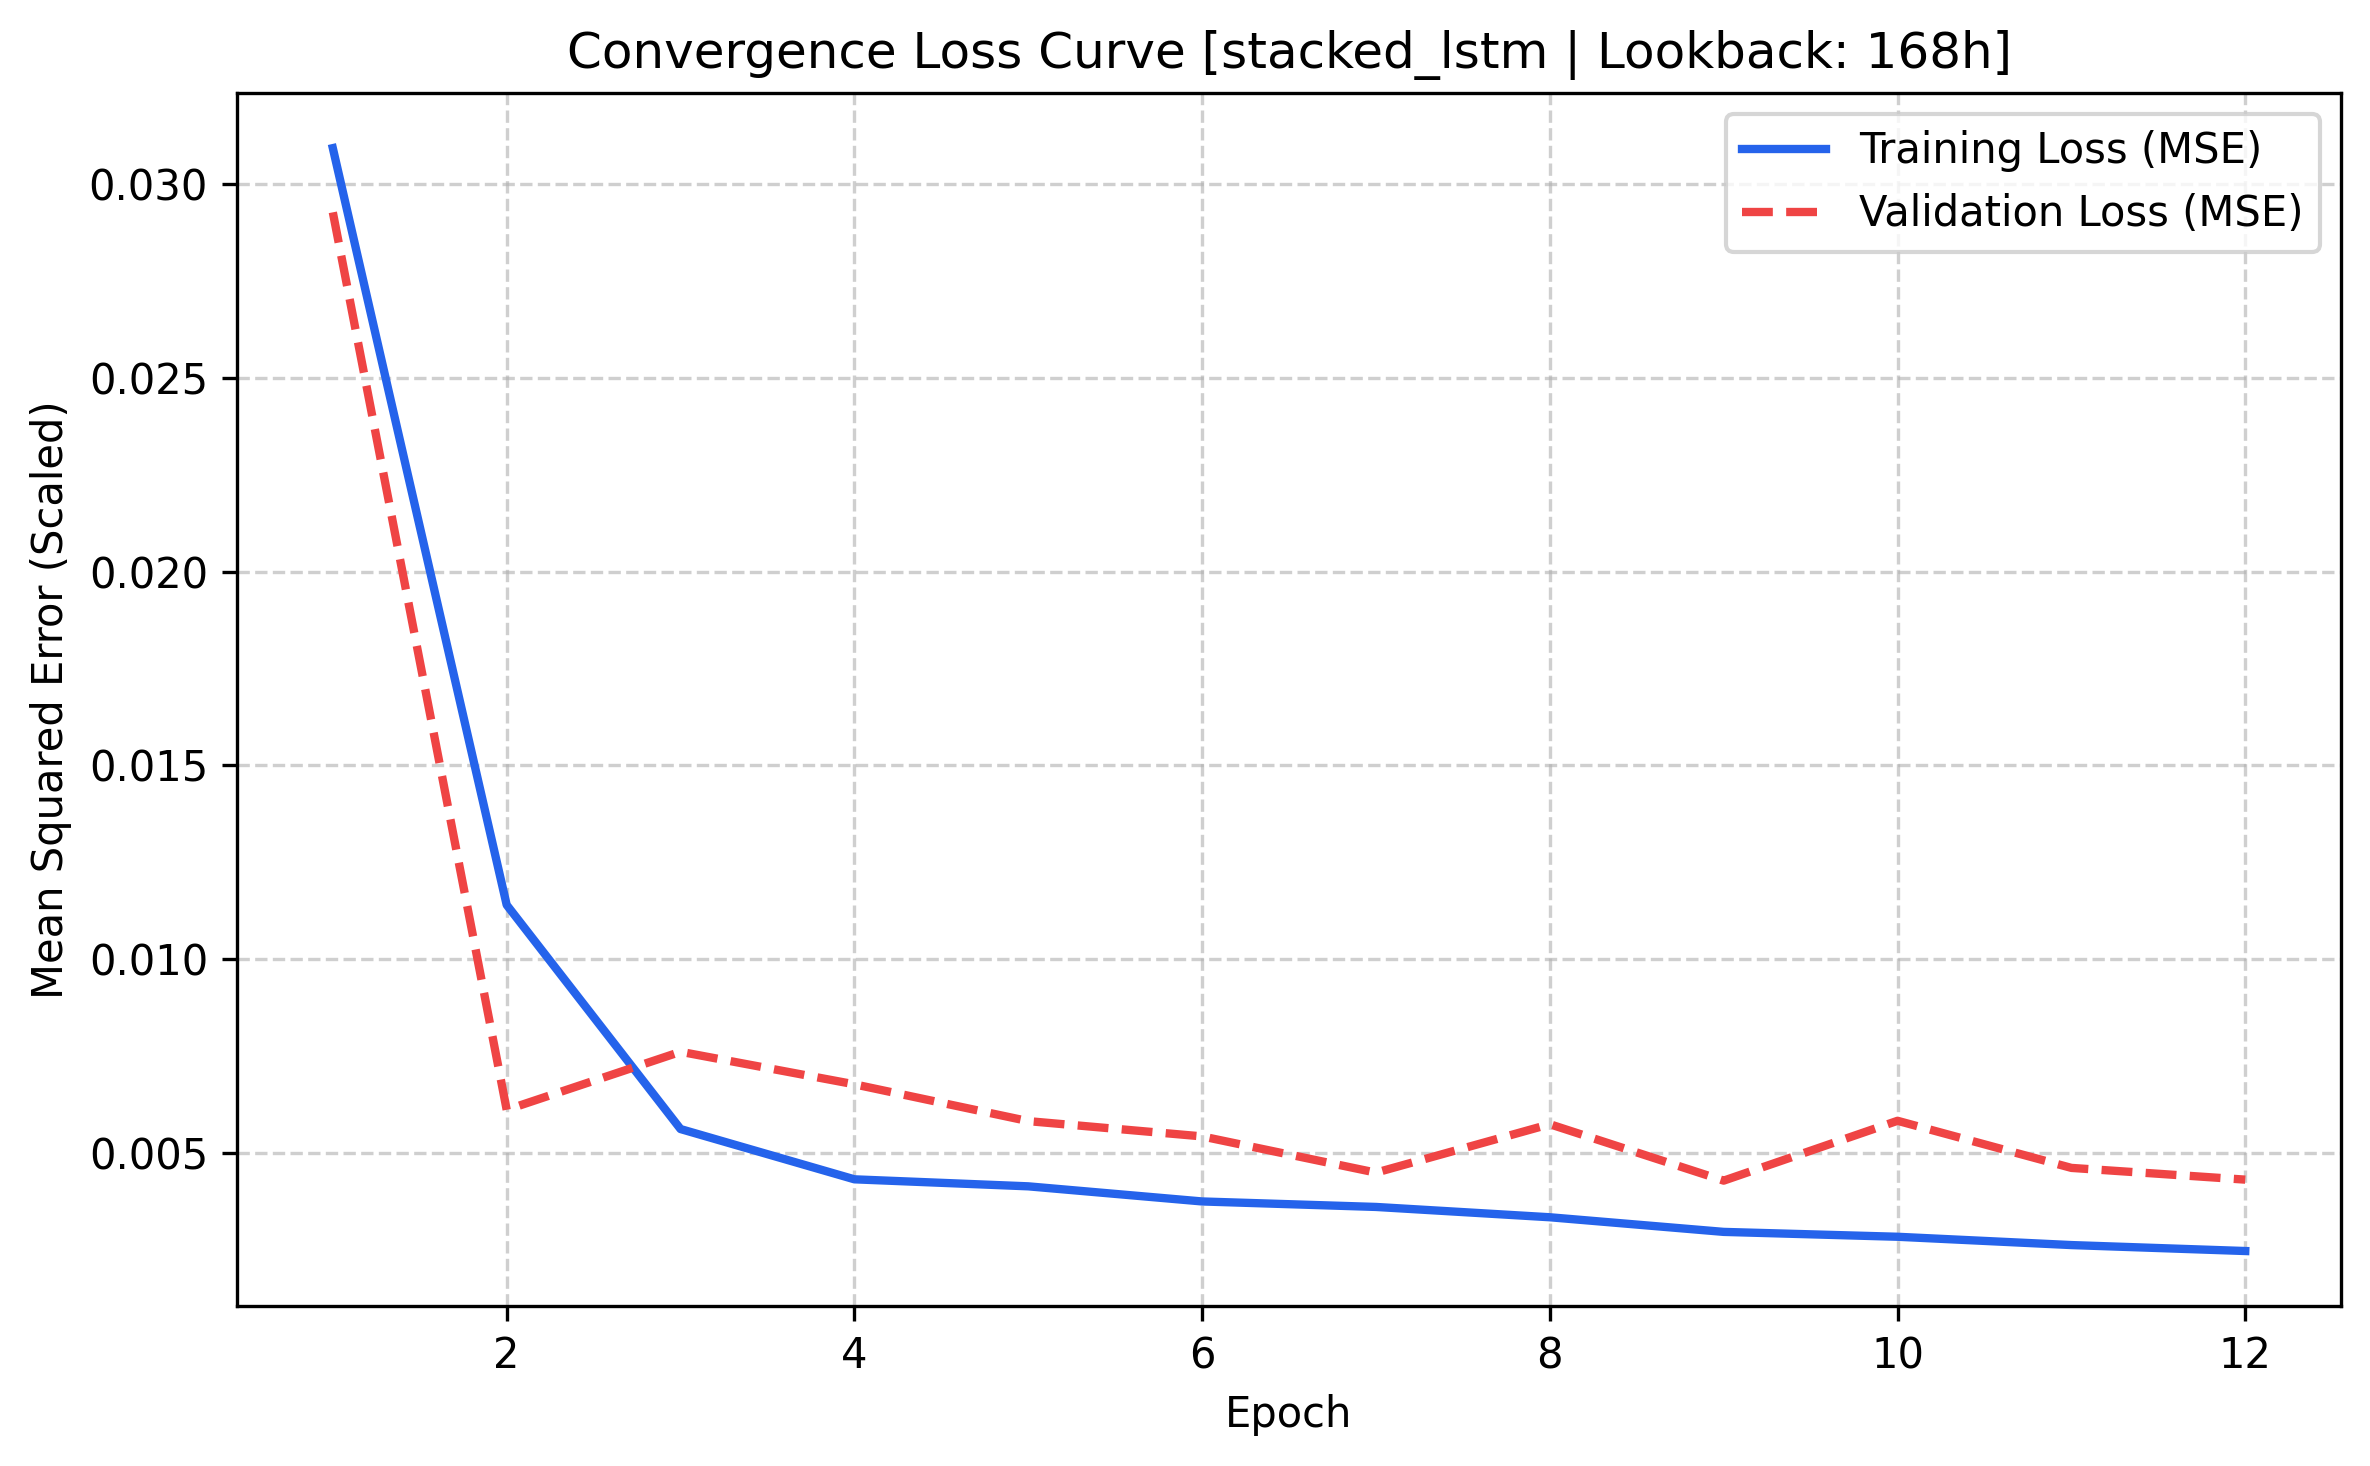 Convergence Loss Curve [stacked_lstm | Lookback: 168h]
Training Loss (MSE)
Validation Loss (MSE)
Mean Squared Error (Scaled)
0.030
0.025
0.020
0.015
0.010
0.005
2 4 6 8 10 12
Epoch